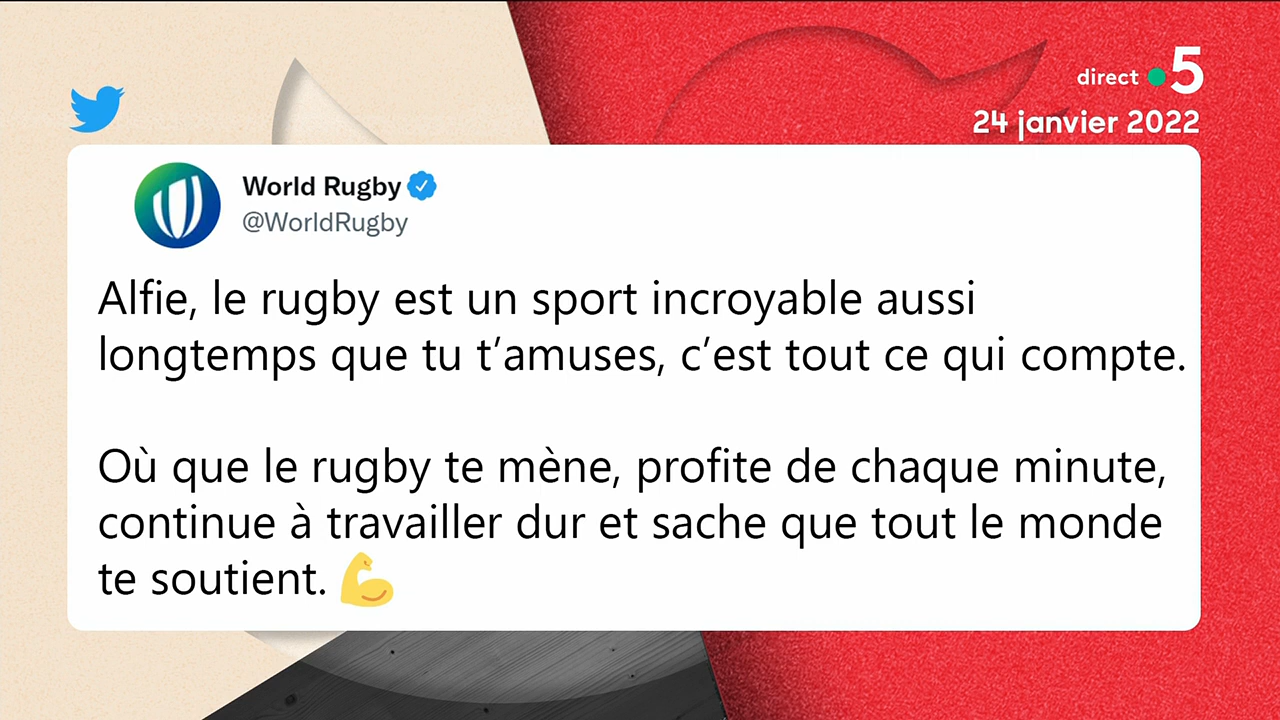 direct 5
24 janvier 2022
World Rugby
@WorldRugby
Alfie, le rugby est un sport incroyable aussi
longtemps que tu t’amuses, c’est tout ce qui compte.
Où que le rugby te mène, profite de chaque minute,
continue à travailler dur et sache que tout le monde
te soutient. 💪